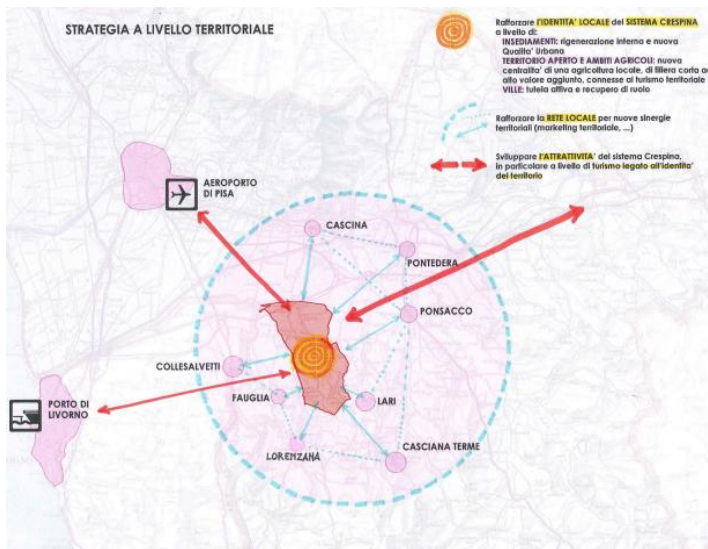 STRATEGIA A LIVELLO TERRITORIALE
Rafforzare l'IDENTITA' LOCALE del SISTEMA CRESPINA
a livello di:
INSEDIAMENTI: rigenerazione interna e nuova
Qualita' Urbana
TERRITORIO APERTO E AMBITI AGRICOLI: nuova
centralita' di una agricoltura locale, di filiera corta ad
alto valore aggiunto, connesse al turismo territoriale
VILLE: tutela attiva e recupero di ruolo
Rafforzare la RETE LOCALE per nuove sinergie
territoriali (marketing territoriale, ...)
Sviluppare l'ATTRATTIVITA' del sistema Crespina,
in particolare a livello di turismo legato all'identita'
del territorio
AEROPORTO
DI PISA
CASCINA
PONTEDERA
PONSACCO
COLLESALVETTI
FAUGLIA
LARI
PORTO DI
LIVORNO
LORENZANA
CASCIANA TERME